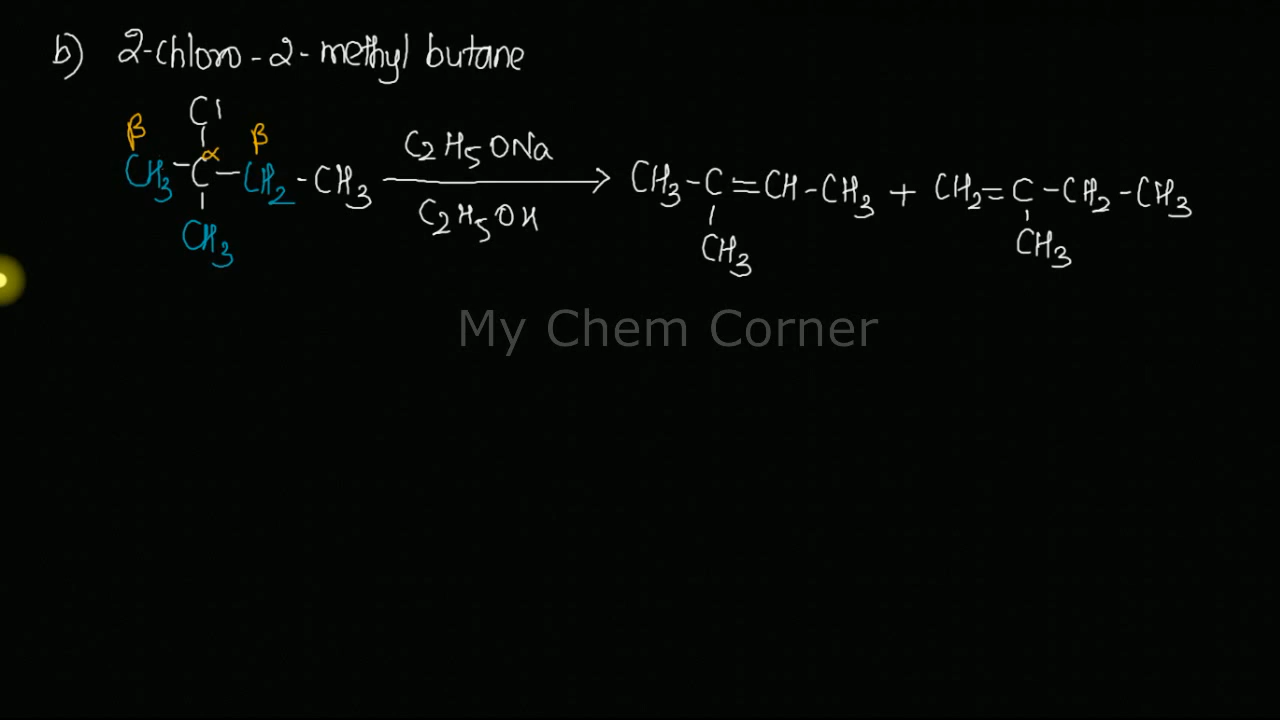 b) 2-chloro-2-methyl butane
Cl
β α β
CH3-C-CH2-CH3
CH3
C2H5ONa
C2H5OH
CH3-C=CH-CH3 + CH2=C-CH2-CH3
CH3 CH3
My Chem Corner